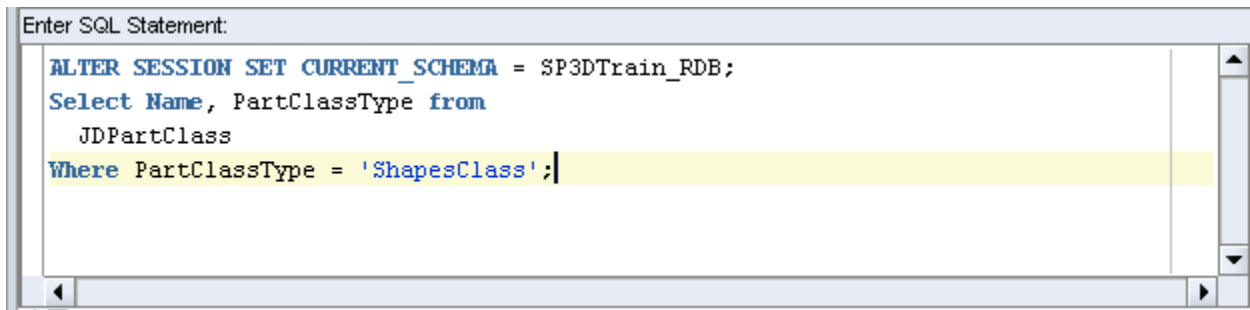 Enter SQL Statement:
ALTER SESSION SET CURRENT_SCHEMA = SP3DTrain_RDB;
Select Name, PartClassType from
JDPartClass
Where PartClassType = 'ShapesClass';